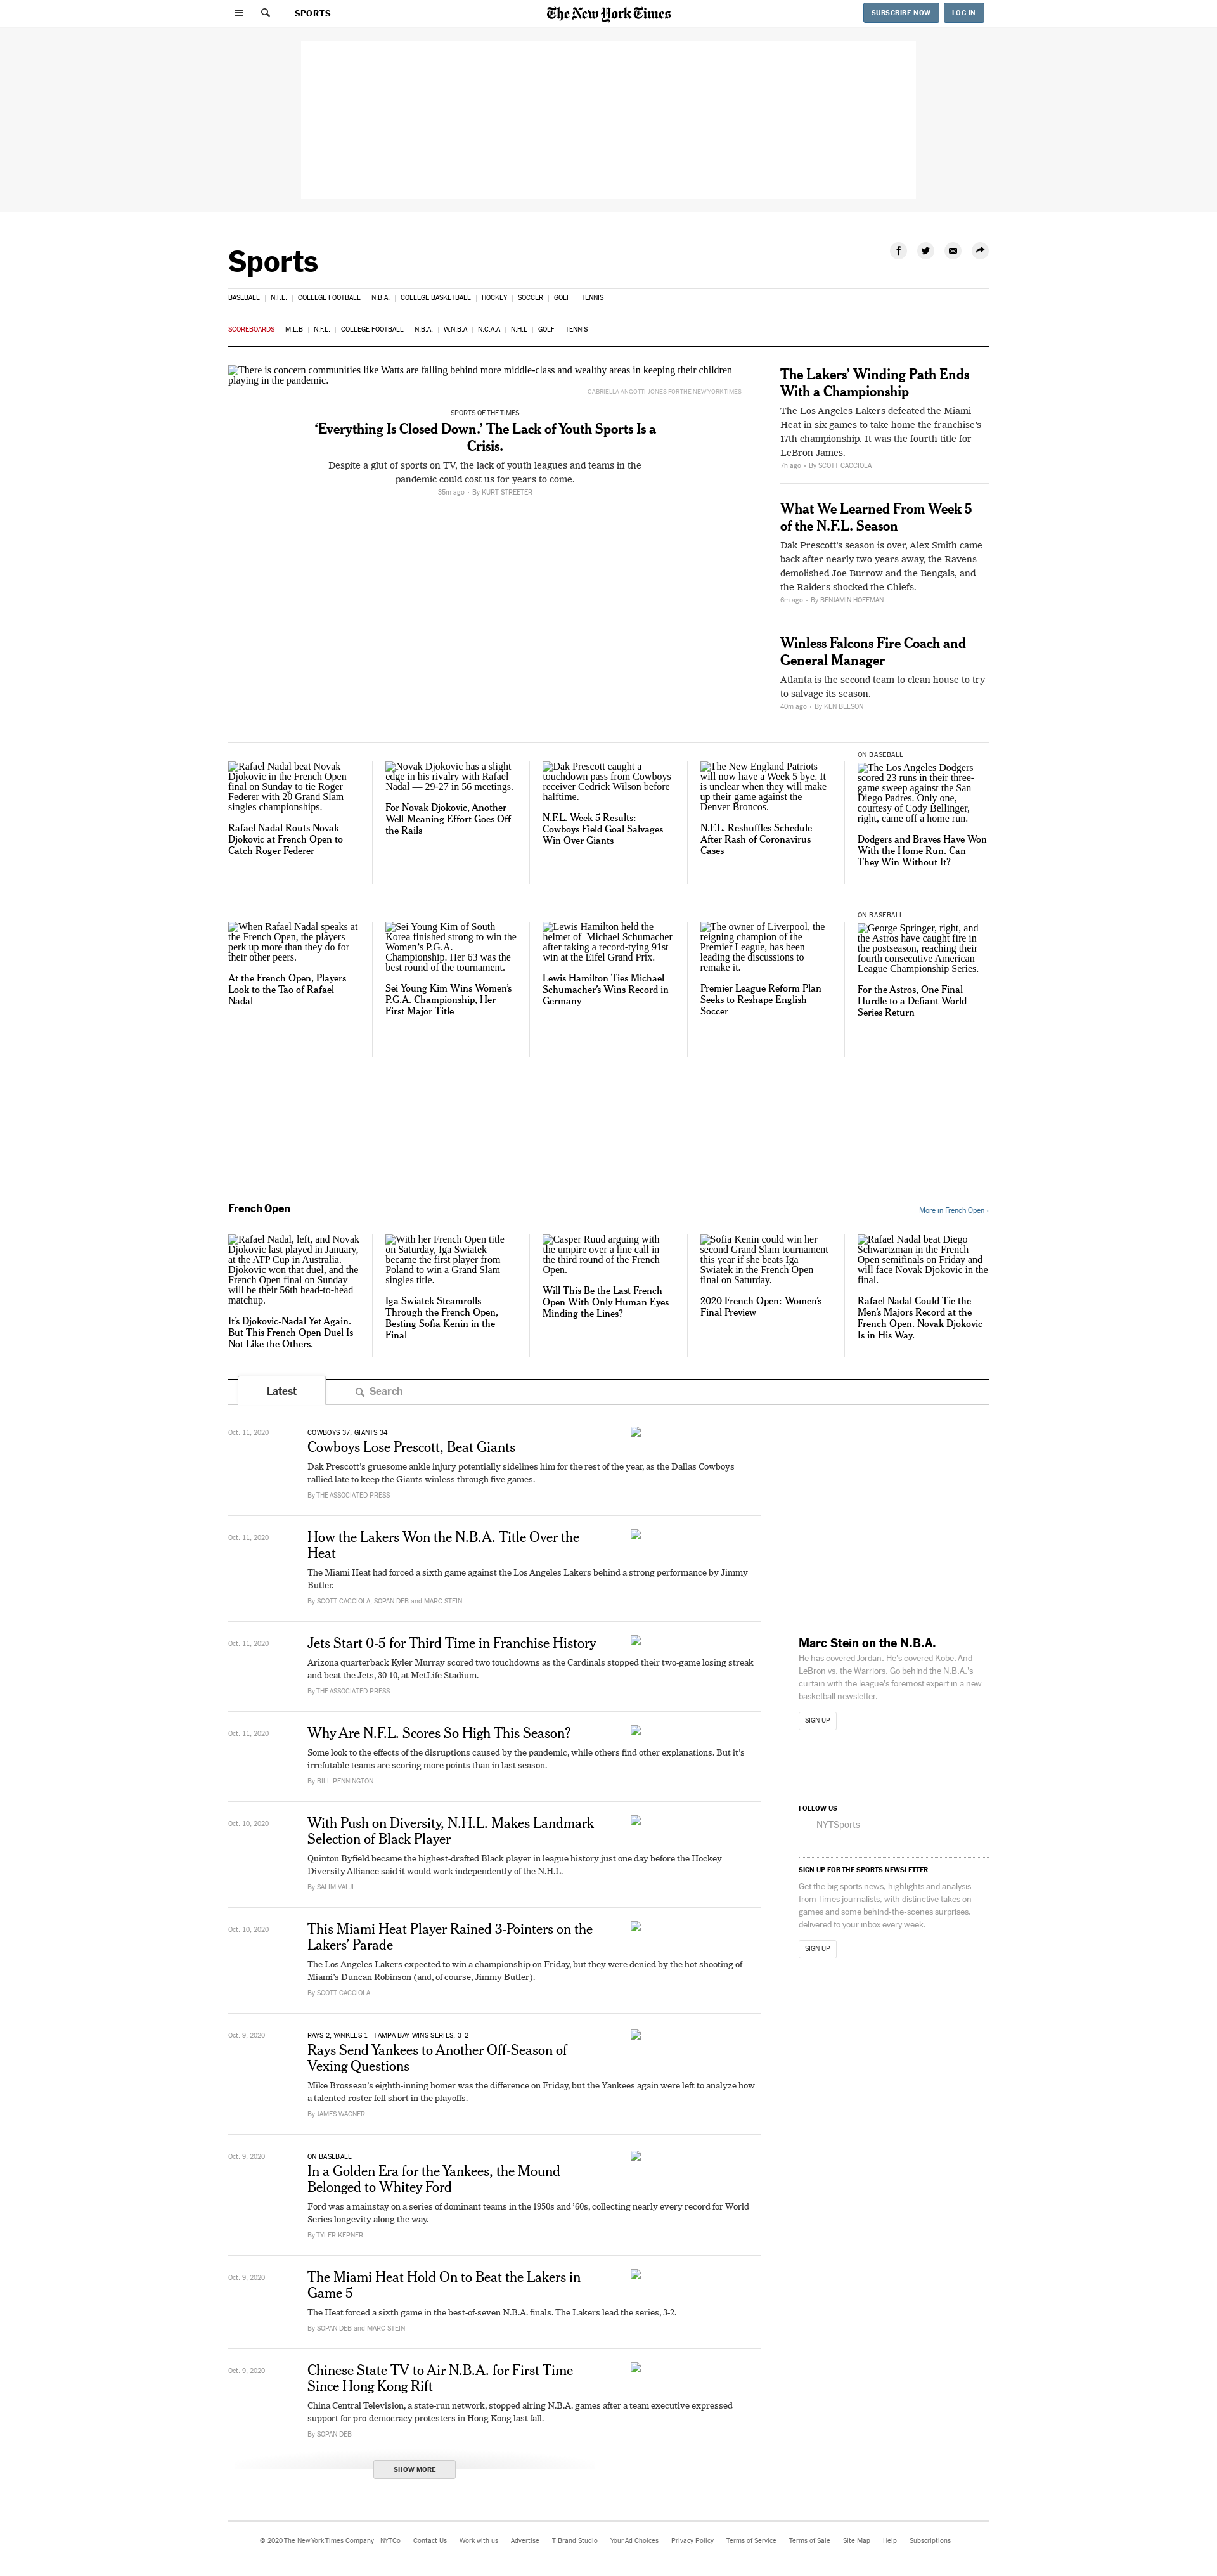 SPORTS
The New York Times
SUBSCRIBE NOW
LOG IN
Sports
BASEBALL | N.F.L. | COLLEGE FOOTBALL | N.B.A. | COLLEGE BASKETBALL | HOCKEY | SOCCER | GOLF | TENNIS
SCOREBOARDS | M.L.B | N.F.L. | COLLEGE FOOTBALL | N.B.A. | W.N.B.A | N.C.A.A | N.H.L | GOLF | TENNIS
There is concern communities like Watts are falling behind more middle-class and wealthy areas in keeping their children
playing in the pandemic.
GABRIELLA ANGOTTI-JONES FOR THE NEW YORK TIMES
SPORTS OF THE TIMES
‘Everything Is Closed Down.’ The Lack of Youth Sports Is a
Crisis.
Despite a glut of sports on TV, the lack of youth leagues and teams in the
pandemic could cost us for years to come.
35m ago - By KURT STREETER
The Lakers’ Winding Path Ends
With a Championship
The Los Angeles Lakers defeated the Miami
Heat in six games to take home the franchise’s
17th championship. It was the fourth title for
LeBron James.
7h ago - By SCOTT CACCIOLA
What We Learned From Week 5
of the N.F.L. Season
Dak Prescott’s season is over, Alex Smith came
back after nearly two years away, the Ravens
demolished Joe Burrow and the Bengals, and
the Raiders shocked the Chiefs.
6m ago - By BENJAMIN HOFFMAN
Winless Falcons Fire Coach and
General Manager
Atlanta is the second team to clean house to try
to salvage its season.
40m ago - By KEN BELSON
Rafael Nadal beat Novak
Djokovic in the French Open
final on Sunday to tie Roger
Federer with 20 Grand Slam
singles championships.
Rafael Nadal Routs Novak
Djokovic at French Open to
Catch Roger Federer
Novak Djokovic has a slight
edge in his rivalry with Rafael
Nadal — 29-27 in 56 meetings.
For Novak Djokovic, Another
Well-Meaning Effort Goes Off
the Rails
Dak Prescott caught a
touchdown pass from Cowboys
receiver Cedrick Wilson before
halftime.
N.F.L. Week 5 Results:
Cowboys Field Goal Salvages
Win Over Giants
The New England Patriots
will now have a Week 5 bye. It
is unclear when they will make
up their game against the
Denver Broncos.
N.F.L. Reshuffles Schedule
After Rash of Coronavirus
Cases
ON BASEBALL
The Los Angeles Dodgers
scored 23 runs in their three-
game sweep against the San
Diego Padres. Only one,
courtesy of Cody Bellinger,
right, came off a home run.
Dodgers and Braves Have Won
With the Home Run. Can
They Win Without It?
When Rafael Nadal speaks at
the French Open, the players
perk up more than they do for
their other peers.
At the French Open, Players
Look to the Tao of Rafael
Nadal
Sei Young Kim of South
Korea finished strong to win the
Women’s P.G.A.
Championship. Her 63 was the
best round of the tournament.
Sei Young Kim Wins Women’s
P.G.A. Championship, Her
First Major Title
Lewis Hamilton held the
helmet of Michael Schumacher
after taking a record-tying 91st
win at the Eifel Grand Prix.
Lewis Hamilton Ties Michael
Schumacher’s Wins Record in
Germany
The owner of Liverpool, the
reigning champion of the
Premier League, has been
leading the discussions to
remake it.
Premier League Reform Plan
Seeks to Reshape English
Soccer
ON BASEBALL
George Springer, right, and
the Astros have caught fire in
the postseason, reaching their
fourth consecutive American
League Championship Series.
For the Astros, One Final
Hurdle to a Defiant World
Series Return
French Open
More in French Open ›
Rafael Nadal, left, and Novak
Djokovic last played in January,
at the ATP Cup in Australia.
Djokovic won that duel, and the
French Open final on Sunday
will be their 56th head-to-head
matchup.
It’s Djokovic-Nadal Yet Again.
But This French Open Duel Is
Not Like the Others.
With her French Open title
on Saturday, Iga Swiatek
became the first player from
Poland to win a Grand Slam
singles title.
Iga Swiatek Steamrolls
Through the French Open,
Besting Sofia Kenin in the
Final
Casper Ruud arguing with
the umpire over a line call in
the third round of the French
Open.
Will This Be the Last French
Open With Only Human Eyes
Minding the Lines?
Sofia Kenin could win her
second Grand Slam tournament
this year if she beats Iga
Swiatek in the French Open
final on Saturday.
2020 French Open: Women’s
Final Preview
Rafael Nadal beat Diego
Schwartzman in the French
Open semifinals on Friday and
will face Novak Djokovic in the
final.
Rafael Nadal Could Tie the
Men’s Majors Record at the
French Open. Novak Djokovic
Is in His Way.
Latest
Search
Oct. 11, 2020
COWBOYS 37, GIANTS 34
Cowboys Lose Prescott, Beat Giants
Dak Prescott’s gruesome ankle injury potentially sidelines him for the rest of the year, as the Dallas Cowboys
rallied late to keep the Giants winless through five games.
By THE ASSOCIATED PRESS
Oct. 11, 2020
How the Lakers Won the N.B.A. Title Over the
Heat
The Miami Heat had forced a sixth game against the Los Angeles Lakers behind a strong performance by Jimmy
Butler.
By SCOTT CACCIOLA, SOPAN DEB and MARC STEIN
Oct. 11, 2020
Jets Start 0-5 for Third Time in Franchise History
Arizona quarterback Kyler Murray scored two touchdowns as the Cardinals stopped their two-game losing streak
and beat the Jets, 30-10, at MetLife Stadium.
By THE ASSOCIATED PRESS
Oct. 11, 2020
Why Are N.F.L. Scores So High This Season?
Some look to the effects of the disruptions caused by the pandemic, while others find other explanations. But it’s
irrefutable teams are scoring more points than in last season.
By BILL PENNINGTON
Oct. 10, 2020
With Push on Diversity, N.H.L. Makes Landmark
Selection of Black Player
Quinton Byfield became the highest-drafted Black player in league history just one day before the Hockey
Diversity Alliance said it would work independently of the N.H.L.
By SALIM VALJI
Oct. 10, 2020
This Miami Heat Player Rained 3-Pointers on the
Lakers’ Parade
The Los Angeles Lakers expected to win a championship on Friday, but they were denied by the hot shooting of
Miami’s Duncan Robinson (and, of course, Jimmy Butler).
By SCOTT CACCIOLA
Oct. 9, 2020
RAYS 2, YANKEES 1 | TAMPA BAY WINS SERIES, 3-2
Rays Send Yankees to Another Off-Season of
Vexing Questions
Mike Brosseau’s eighth-inning homer was the difference on Friday, but the Yankees again were left to analyze how
a talented roster fell short in the playoffs.
By JAMES WAGNER
Oct. 9, 2020
ON BASEBALL
In a Golden Era for the Yankees, the Mound
Belonged to Whitey Ford
Ford was a mainstay on a series of dominant teams in the 1950s and ’60s, collecting nearly every record for World
Series longevity along the way.
By TYLER KEPNER
Oct. 9, 2020
The Miami Heat Hold On to Beat the Lakers in
Game 5
The Heat forced a sixth game in the best-of-seven N.B.A. finals. The Lakers lead the series, 3-2.
By SOPAN DEB and MARC STEIN
Oct. 9, 2020
Chinese State TV to Air N.B.A. for First Time
Since Hong Kong Rift
China Central Television, a state-run network, stopped airing N.B.A. games after a team executive expressed
support for pro-democracy protesters in Hong Kong last fall.
By SOPAN DEB
SHOW MORE
Marc Stein on the N.B.A.
He has covered Jordan. He’s covered Kobe. And
LeBron vs. the Warriors. Go behind the N.B.A.’s
curtain with the league’s foremost expert in a new
basketball newsletter.
SIGN UP
FOLLOW US
NYTSports
SIGN UP FOR THE SPORTS NEWSLETTER
Get the big sports news, highlights and analysis
from Times journalists, with distinctive takes on
games and some behind-the-scenes surprises,
delivered to your inbox every week.
SIGN UP
© 2020 The New York Times Company NYTCo Contact Us Work with us Advertise T Brand Studio Your Ad Choices Privacy Policy Terms of Service Terms of Sale Site Map Help Subscriptions